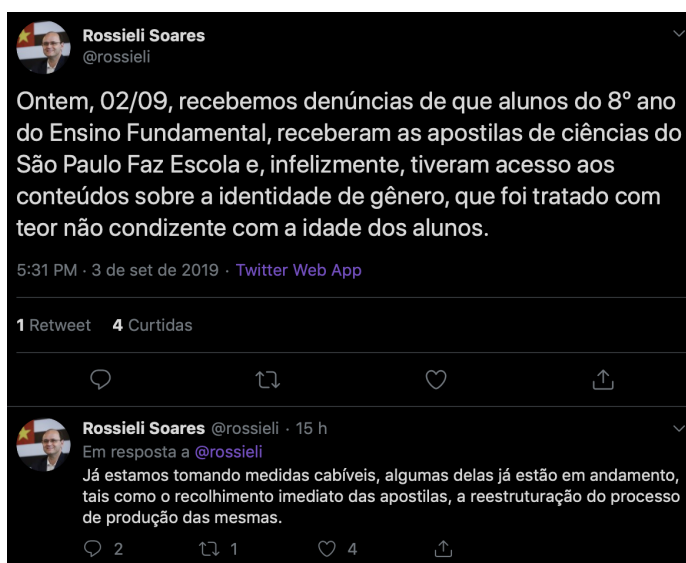 Rossieli Soares
@rossieli
Ontem, 02/09, recebemos denúncias de que alunos do 8º ano
do Ensino Fundamental, receberam as apostilas de ciências do
São Paulo Faz Escola e, infelizmente, tiveram acesso aos
conteúdos sobre a identidade de gênero, que foi tratado com
teor não condizente com a idade dos alunos.
5:31 PM · 3 de set de 2019 · Twitter Web App
1 Retweet 4 Curtidas
Rossieli Soares @rossieli · 15 h
Em resposta a @rossieli
Já estamos tomando medidas cabíveis, algumas delas já estão em andamento,
tais como o recolhimento imediato das apostilas, a reestruturação do processo
de produção das mesmas.
2 1 4